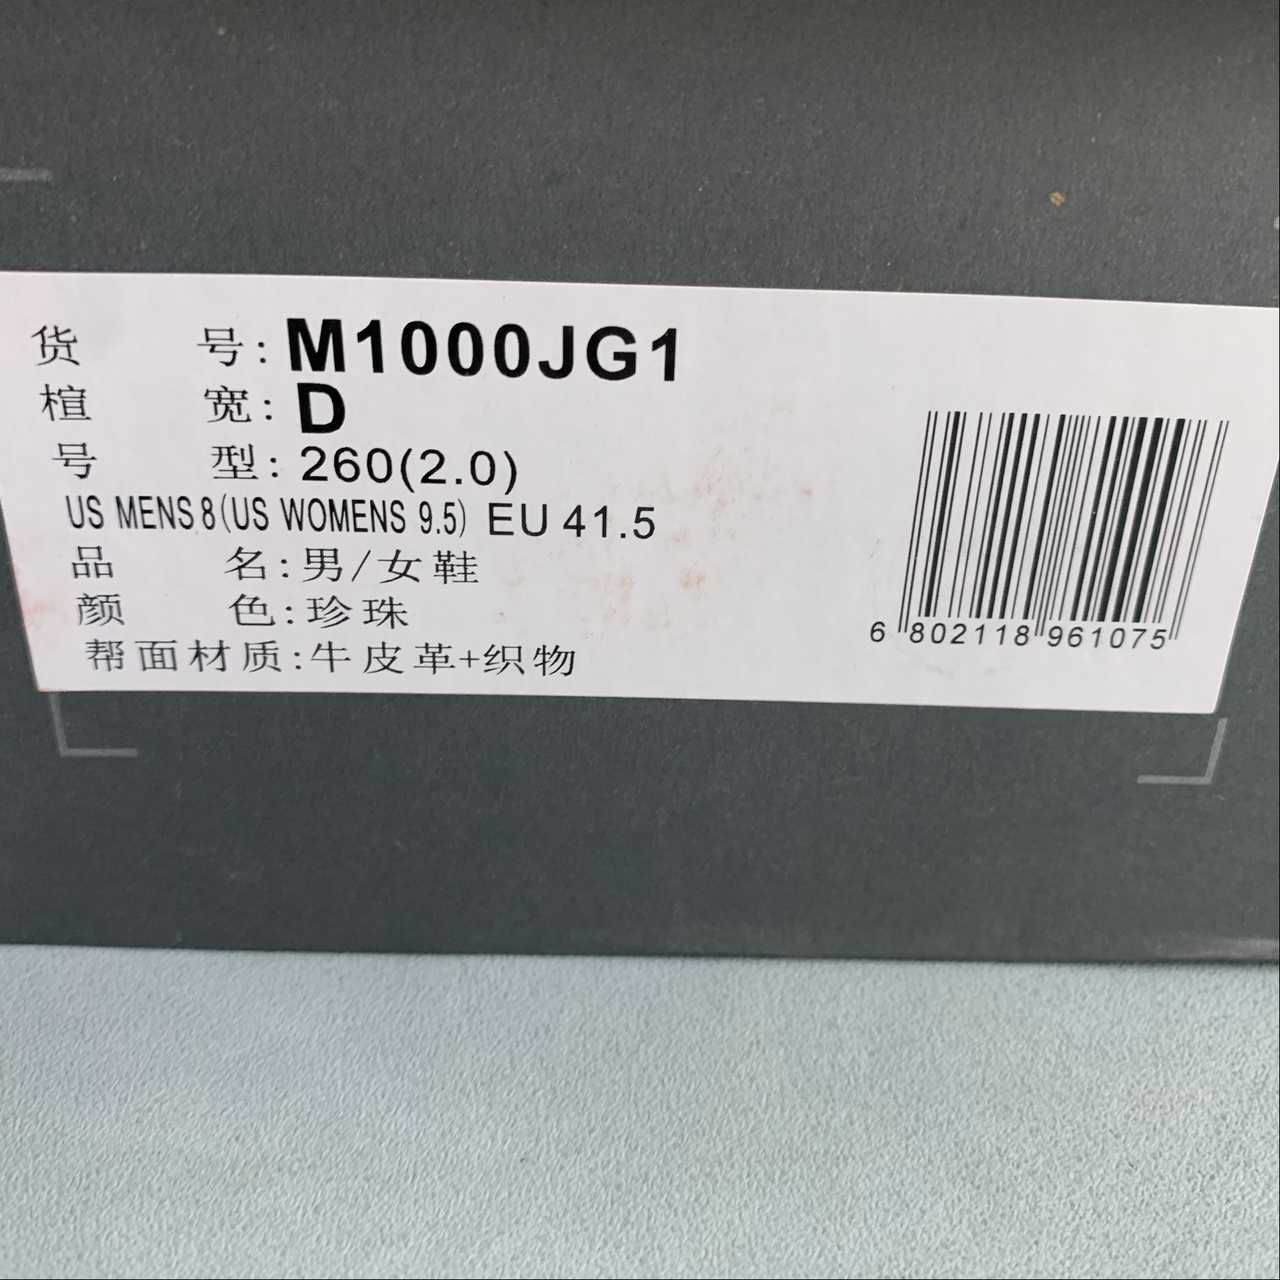 货 号: M1000JG1
楦 宽: D
号 型: 260(2.0)
US MENS 8(US WOMENS 9.5) EU 41.5
品 名: 男/女鞋
颜 色: 珍珠
帮面材质: 牛皮革+织物
6 802118 961075